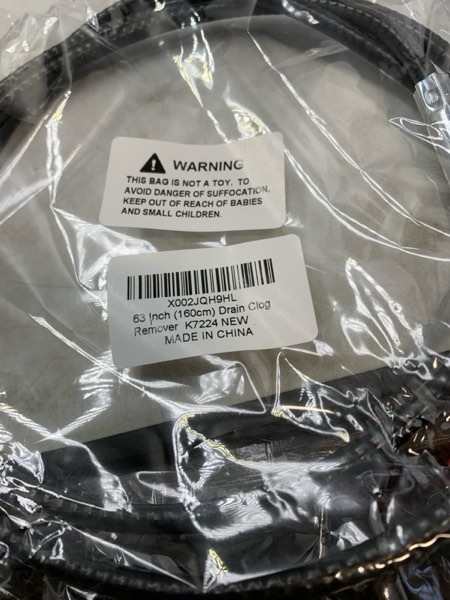 WARNING
THIS BAG IS NOT A TOY. TO
AVOID DANGER OF SUFFOCATION,
KEEP OUT OF REACH OF BABIES
AND SMALL CHILDREN.
X002JQH9HL
63 Inch (160cm) Drain Clog
Remover K7224 NEW
MADE IN CHINA